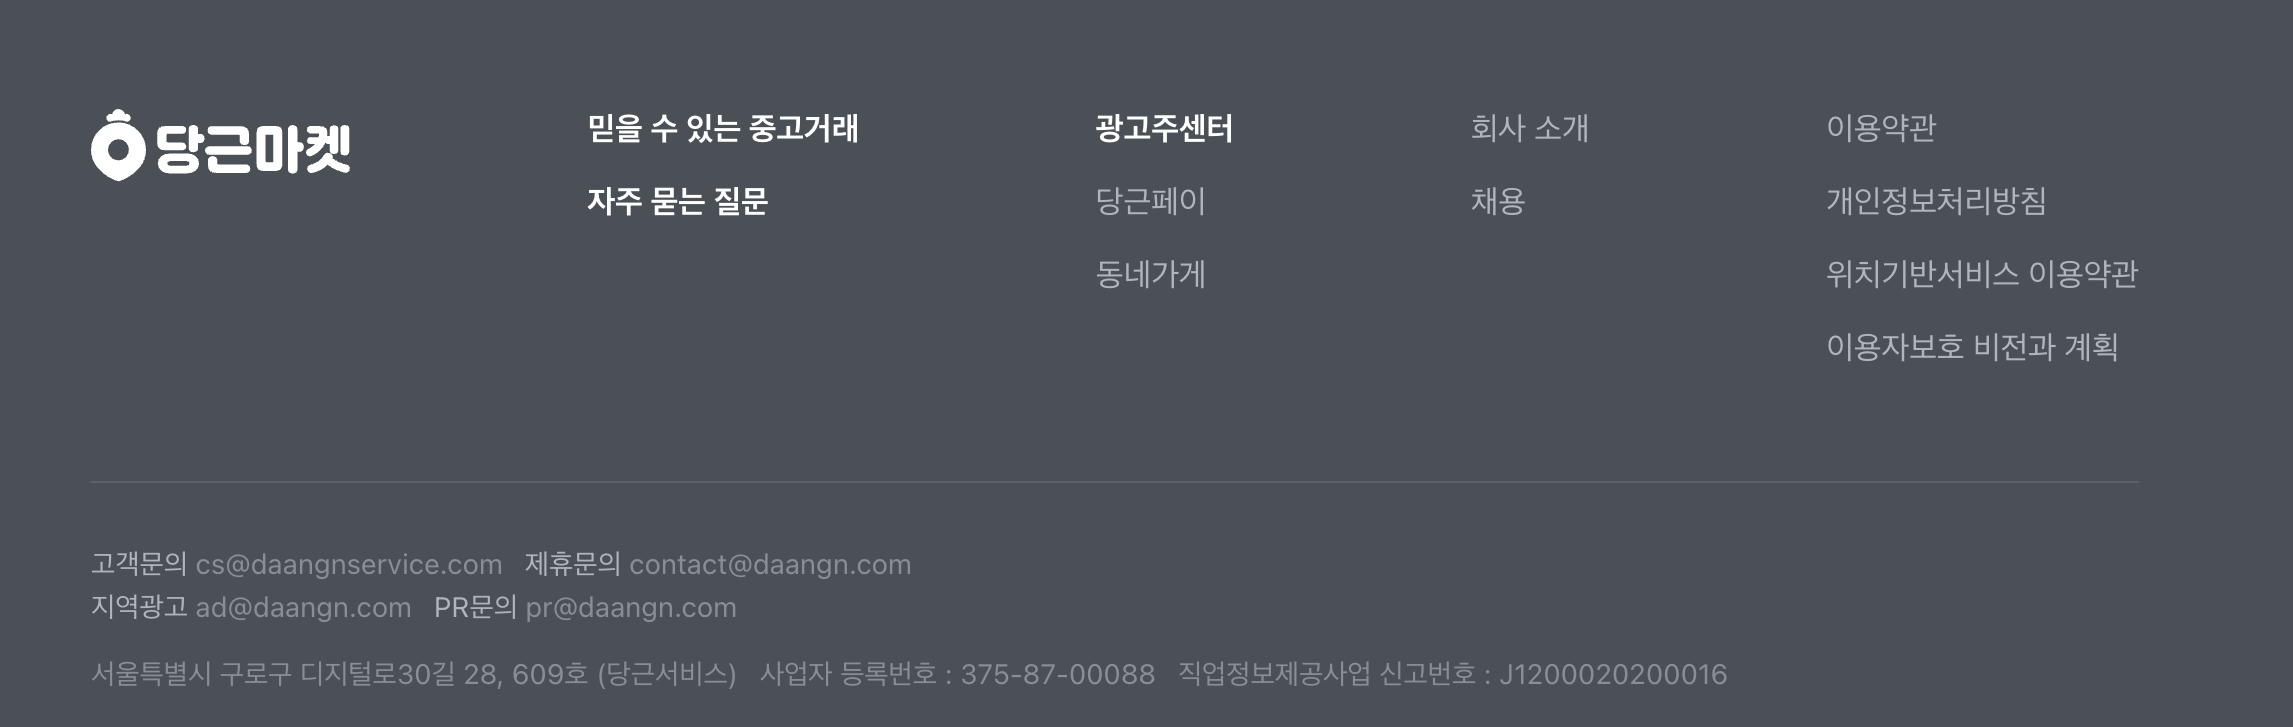 당근마켓
믿을 수 있는 중고거래
자주 묻는 질문
광고주센터
당근페이
동네가게
회사 소개
채용
이용약관
개인정보처리방침
위치기반서비스 이용약관
이용자보호 비전과 계획
고객문의 cs@daangnservice.com 제휴문의 contact@daangn.com
지역광고 ad@daangn.com PR문의 pr@daangn.com
서울특별시 구로구 디지털로30길 28, 609호 (당근서비스) 사업자 등록번호 : 375-87-00088 직업정보제공사업 신고번호 : J1200020200016